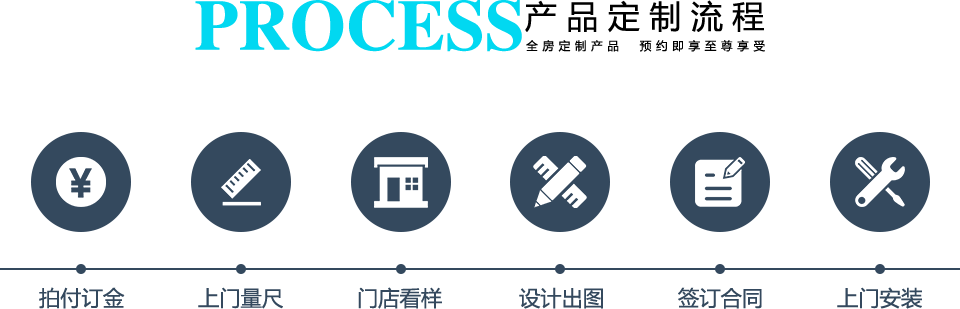 PROCESS 产品定制流程
全房定制产品 预约即享至尊享受
¥
拍付订金 上门量尺 门店看样 设计出图 签订合同 上门安装